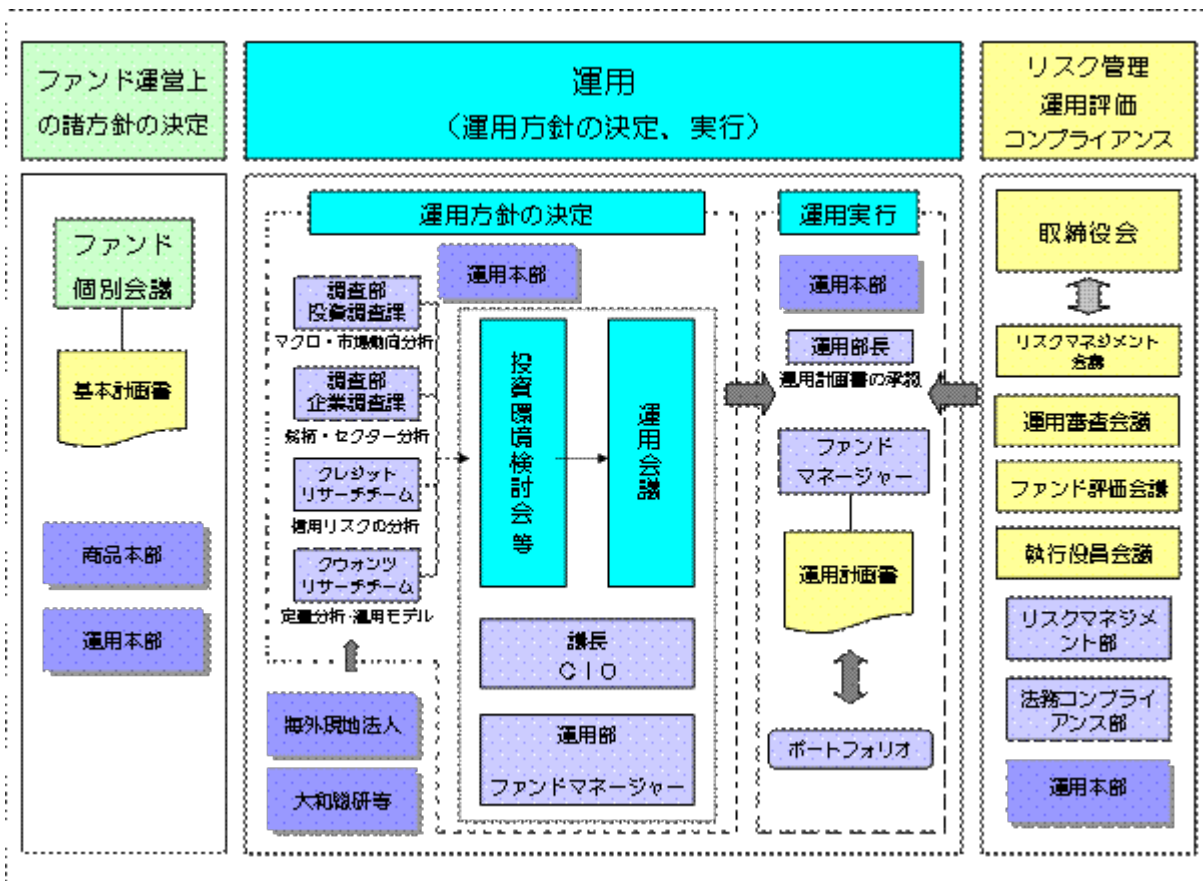 ファンド運営上
の諸方針の決定
運用
（運用方針の決定、実行）
リスク管理
運用評価
コンプライアンス
ファンド
個別会議
基本計画書
商品本部
運用本部
運用方針の決定
運用本部
調査部
投資調査課
マクロ・市場動向分析
調査部
企業調査課
銘柄・セクター分析
クレジット
リサーチチーム
信用リスクの分析
クウォンツ
リサーチチーム
定量分析・運用モデル
海外現地法人
大和総研等
投資環境検討会等
運用会議
議長
ＣＩＯ
運用部
ファンドマネージャー
運用実行
運用本部
運用部長
運用計画書の承認
ファンド
マネージャー
運用計画書
ポートフォリオ
取締役会
リスクマネジメント
会議
運用審査会議
ファンド評価会議
執行役員会議
リスクマネジメ
ント部
法務コンプライ
アンス部
運用本部